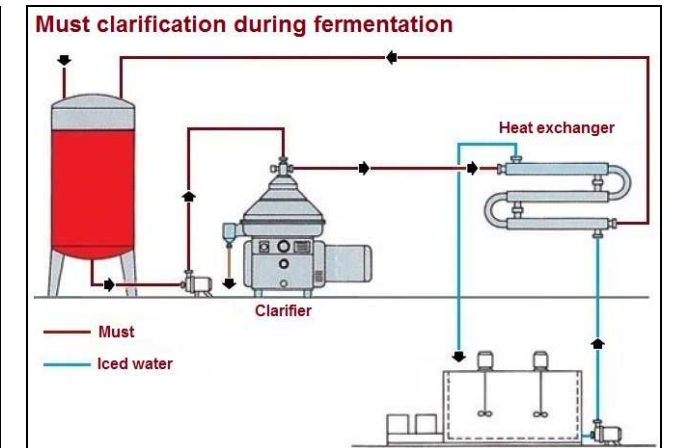 Must clarification during fermentation
Heat exchanger
Clarifier
Must
Iced water